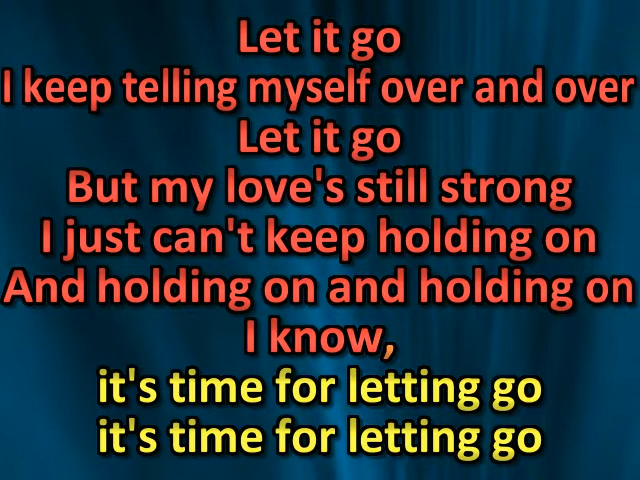 Let it go
I keep telling myself over and over
Let it go
But my love's still strong
I just can't keep holding on
And holding on and holding on
I know,
it's time for letting go
it's time for letting go